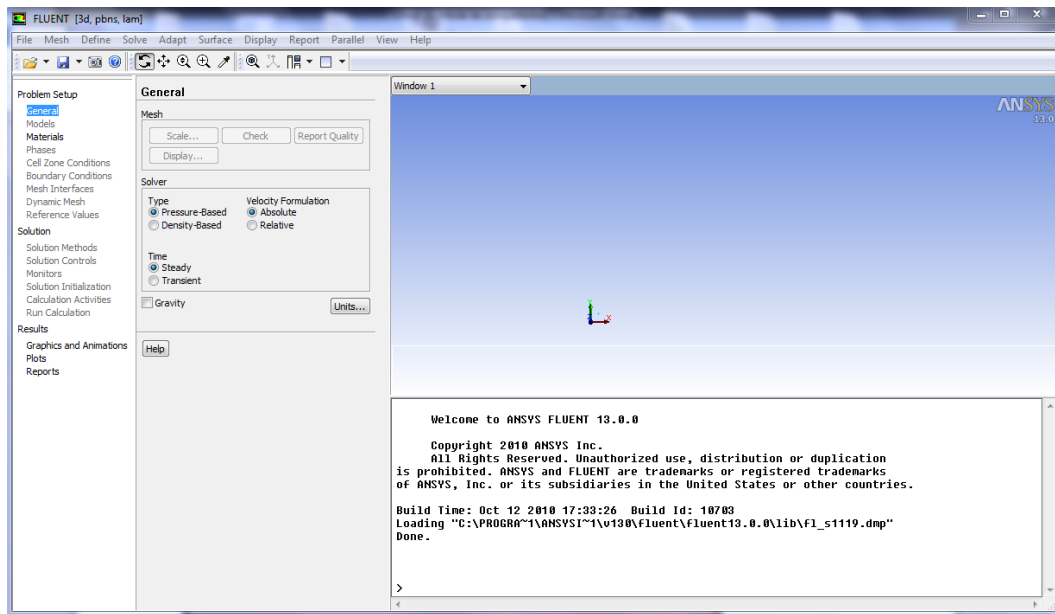 FLUENT [3d, pbns, lam]
File Mesh Define Solve Adapt Surface Display Report Parallel View Help
Problem Setup
General
Models
Materials
Phases
Cell Zone Conditions
Boundary Conditions
Mesh Interfaces
Dynamic Mesh
Reference Values
Solution
Solution Methods
Solution Controls
Monitors
Solution Initialization
Calculation Activities
Run Calculation
Results
Graphics and Animations
Plots
Reports
General
Mesh
Scale... Check Report Quality
Display...
Solver
Type Velocity Formulation
Pressure-Based Absolute
Density-Based Relative
Time
Steady
Transient
Gravity Units...
Help
Window 1
ANSYS
13.0
Y
X
Welcome to ANSYS FLUENT 13.0.0
Copyright 2010 ANSYS Inc.
All Rights Reserved. Unauthorized use, distribution or duplication
is prohibited. ANSYS and FLUENT are trademarks or registered trademarks
of ANSYS, Inc. or its subsidiaries in the United States or other countries.
Build Time: Oct 12 2010 17:33:26 Build Id: 10703
Loading "C:\PROGRA~1\ANSYSI~1\v130\fluent\fluent13.0.0\lib\fl_s1119.dmp"
Done.
>